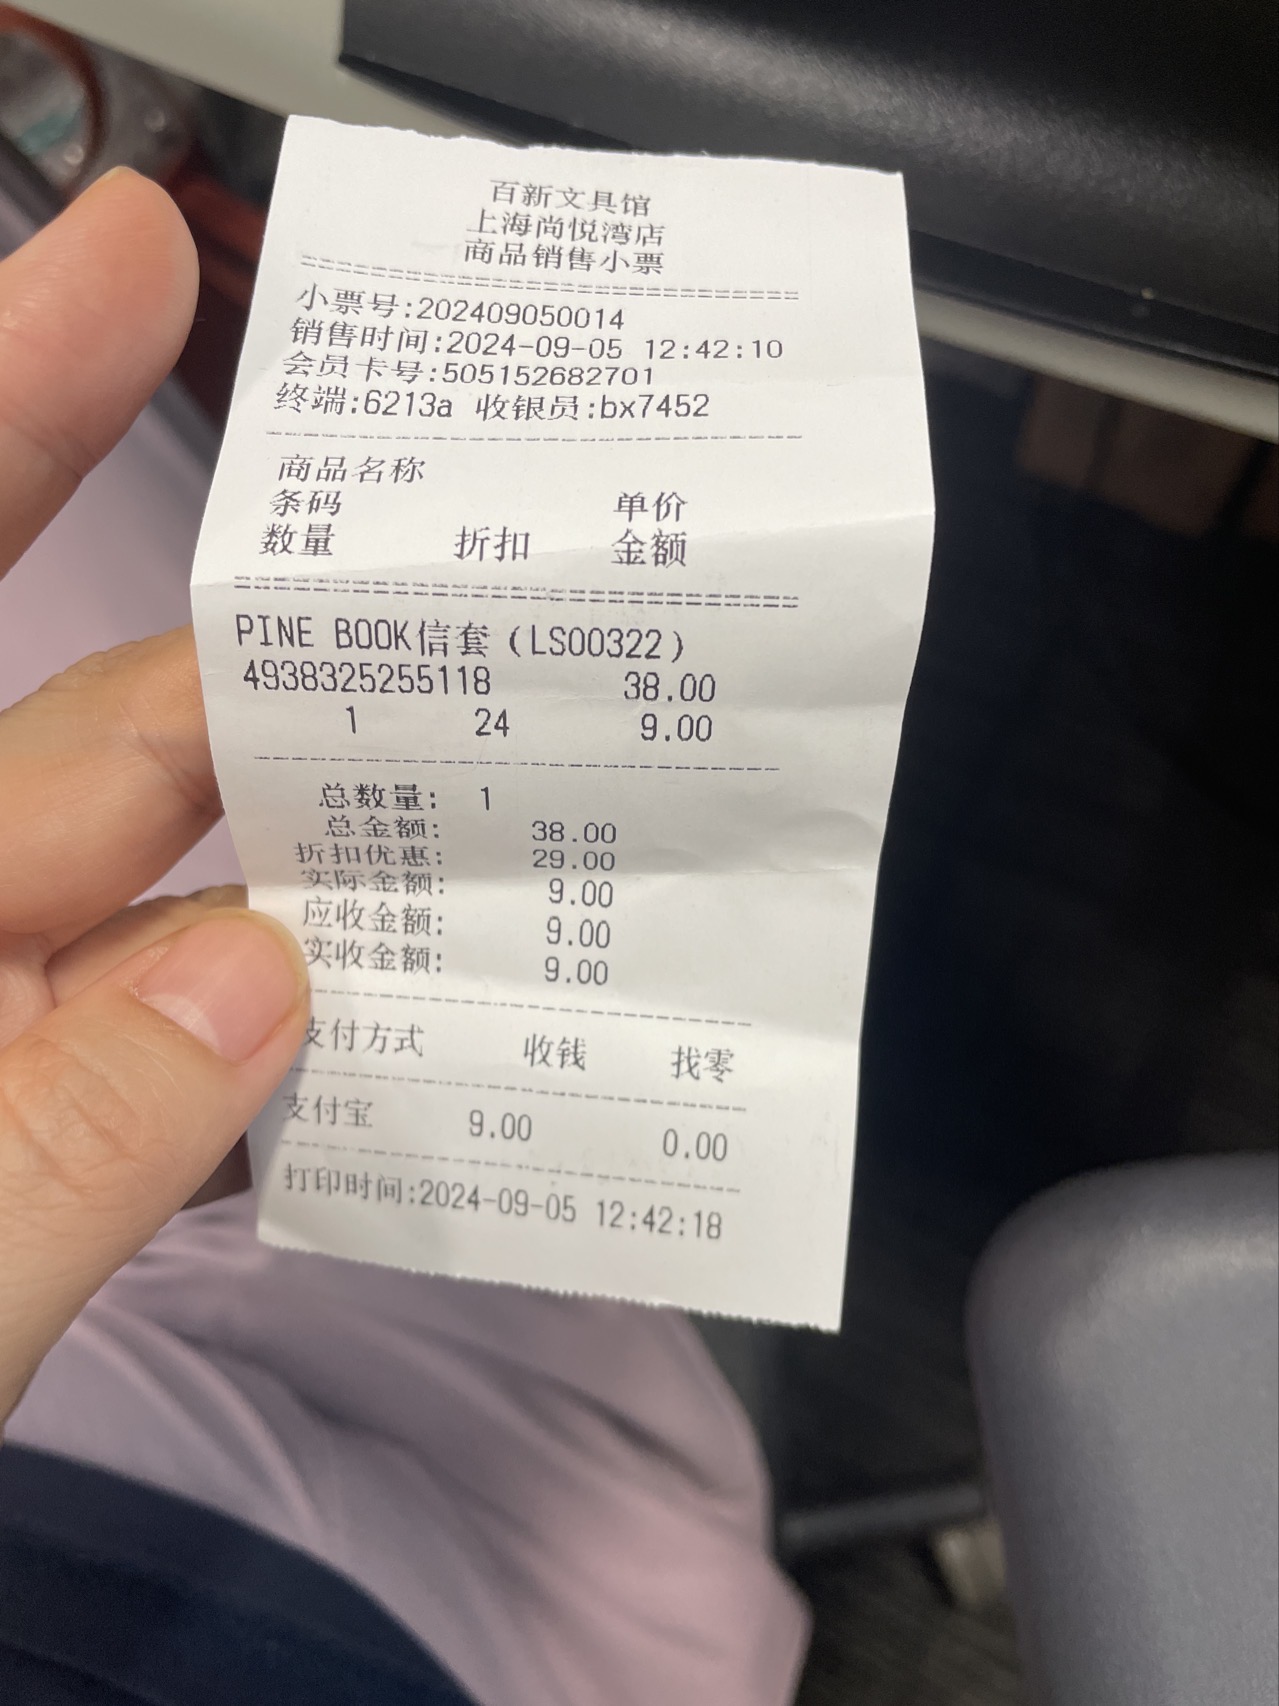 百新文具馆
上海尚悦湾店
商品销售小票
小票号:202409050014
销售时间:2024-09-05 12:42:10
会员卡号:505152682701
终端:6213a 收银员:bx7452
商品名称
条码 单价
数量 折扣 金额
PINE BOOK信套(LS00322)
4938325255118 38.00
1 24 9.00
总数量: 1
总金额: 38.00
折扣优惠: 29.00
实际金额: 9.00
应收金额: 9.00
实收金额: 9.00
支付方式 收钱 找零
支付宝 9.00 0.00
打印时间:2024-09-05 12:42:18